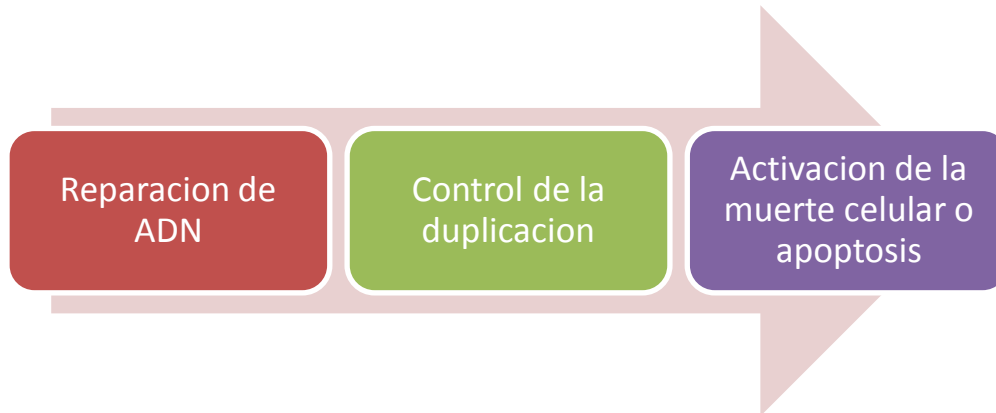 Reparacion de
ADN
Control de la
duplicacion
Activacion de la
muerte celular o
apoptosis